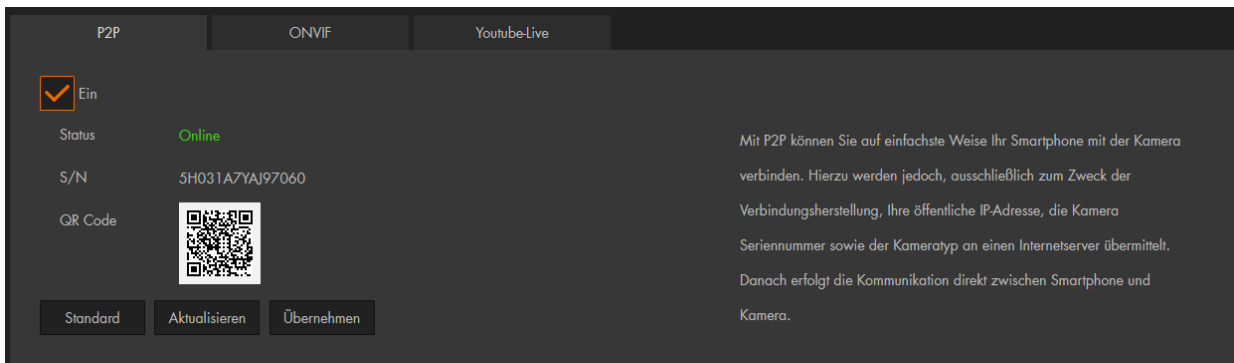 P2P
ONVIF
Youtube-Live
Ein
Status Online
S/N 5H031A7YAJ97060
QR Code
Standard Aktualisieren Übernehmen
Mit P2P können Sie auf einfachste Weise Ihr Smartphone mit der Kamera
verbinden. Hierzu werden jedoch, ausschließlich zum Zweck der
Verbindungsherstellung, Ihre öffentliche IP-Adresse, die Kamera
Seriennummer sowie der Kameratyp an einen Internetserver übermittelt.
Danach erfolgt die Kommunikation direkt zwischen Smartphone und
Kamera.